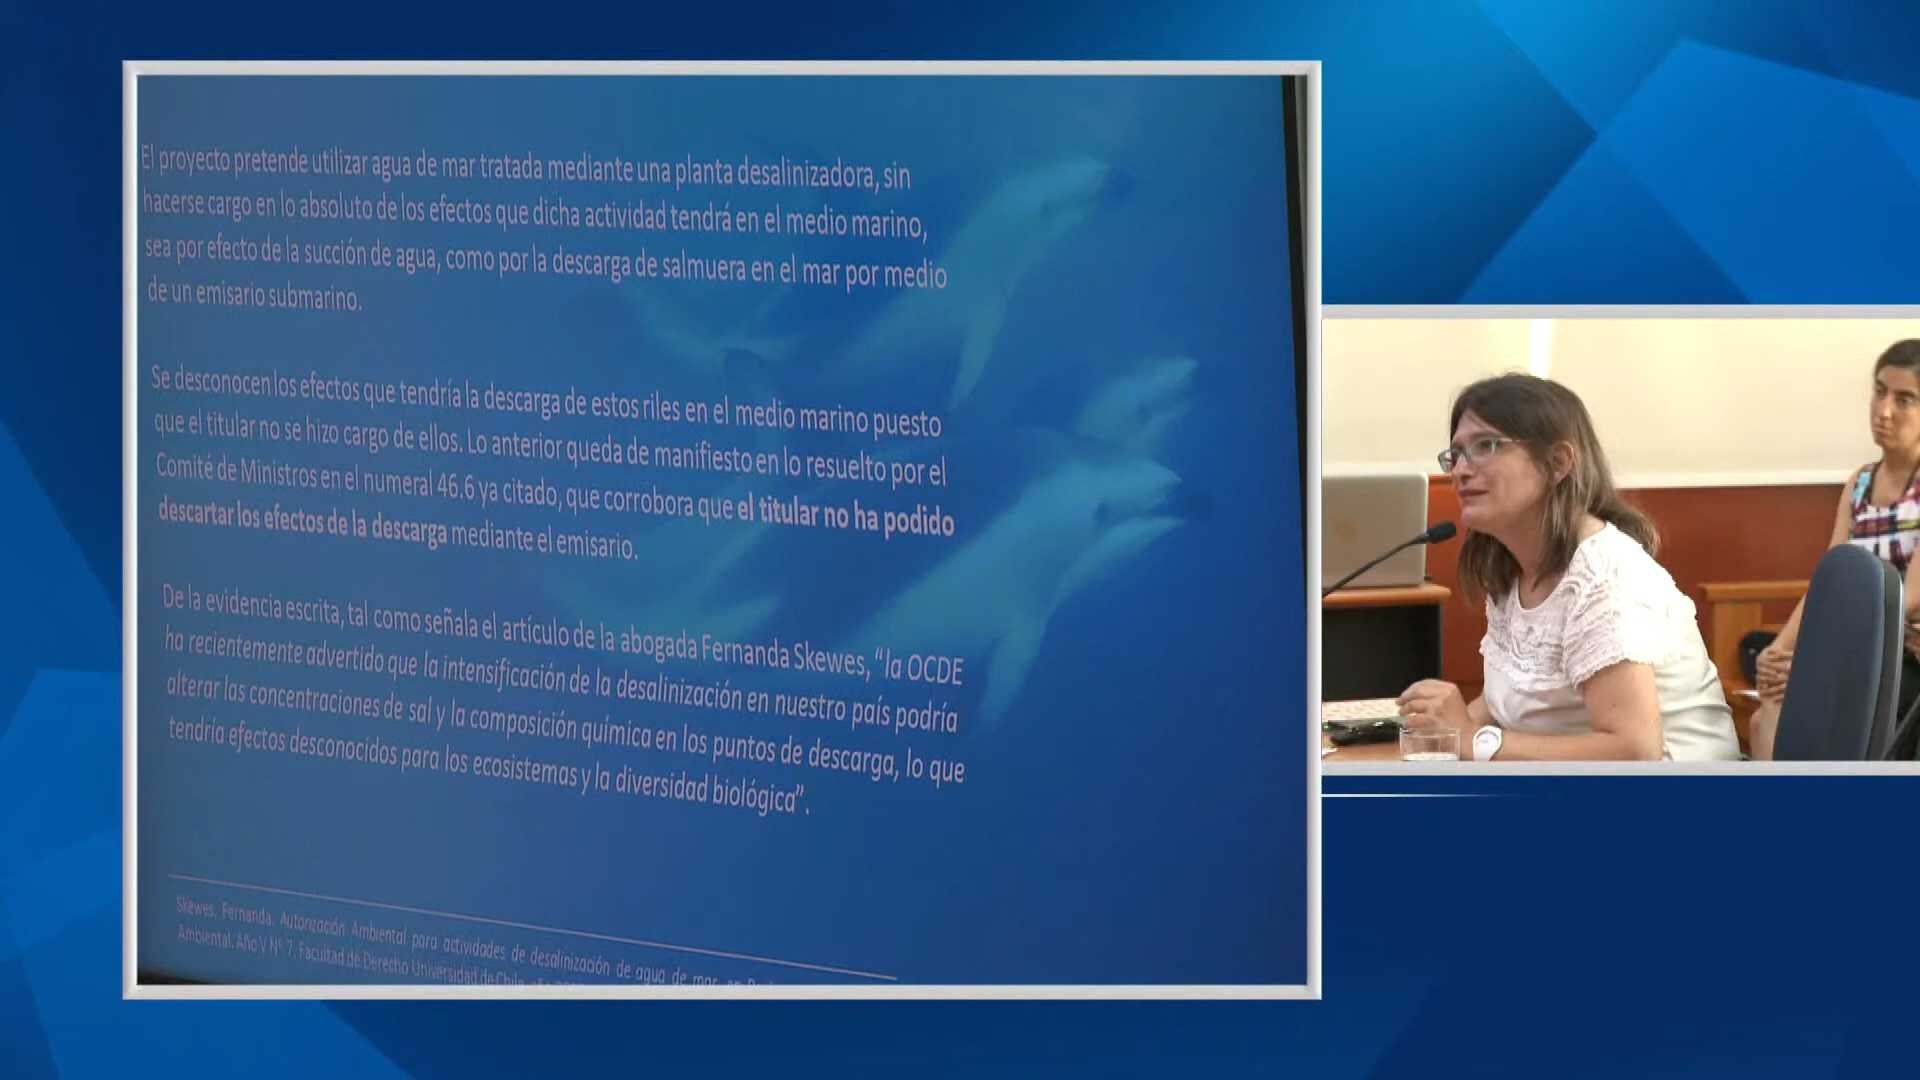 El proyecto pretende utilizar agua de mar tratada mediante una planta desalinizadora, sin
hacerse cargo en lo absoluto de los efectos que dicha actividad tendrá en el medio marino,
sea por efecto de la succión de agua, como por la descarga de salmuera en el mar por medio
de un emisario submarino.
Se desconocen los efectos que tendría la descarga de estos riles en el medio marino puesto
que el titular no se hizo cargo de ellos. Lo anterior queda de manifiesto en lo resuelto por el
Comité de Ministros en el numeral 46.6 ya citado, que corrobora que el titular no ha podido
descartar los efectos de la descarga mediante el emisario.
De la evidencia escrita, tal como señala el artículo de la abogada Fernanda Skewes, “la OCDE
ha recientemente advertido que la intensificación de la desalinización en nuestro país podría
alterar las concentraciones de sal y la composición química en los puntos de descarga, lo que
tendría efectos desconocidos para los ecosistemas y la diversidad biológica”.
Skewes, Fernanda. Autorización Ambiental para actividades de desalinización de agua de mar, en
Ambiental. Año V Nº 7. Facultad de Derecho Universidad de Chile, año